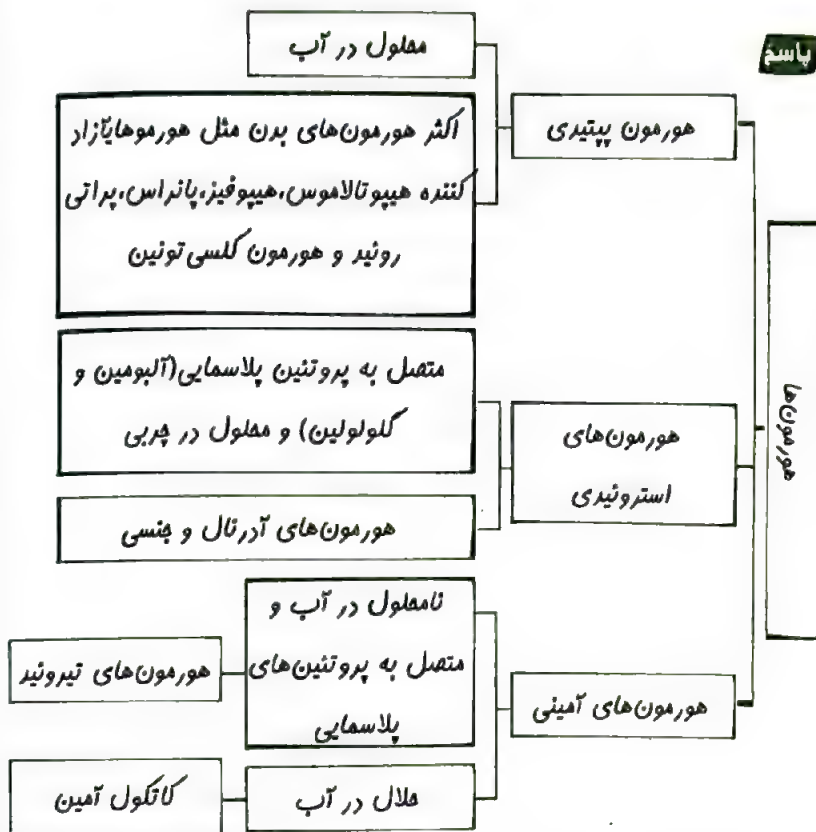 پاسخ
هورمون‌ها
هورمون پپتیدی
محلول در آب
اکثر هورمون‌های بدن مثل هورموهایآزاد
کننده هیپوتالاموس،هیپوفیز،پانراس،پراتی
روئید و هورمون کلسی تونین
هورمون‌های
استروئیدی
متصل به پروتئین پلاسمایی(آلبومین و
گلولولین) و محلول در چربی
هورمون‌های آدرنال و جنسی
هورمون‌های آمینی
نامحلول در آب و
متصل به پروتئین‌های
پلاسمایی
هورمون‌های تیروئید
حلال در آب
کاتکول آمین